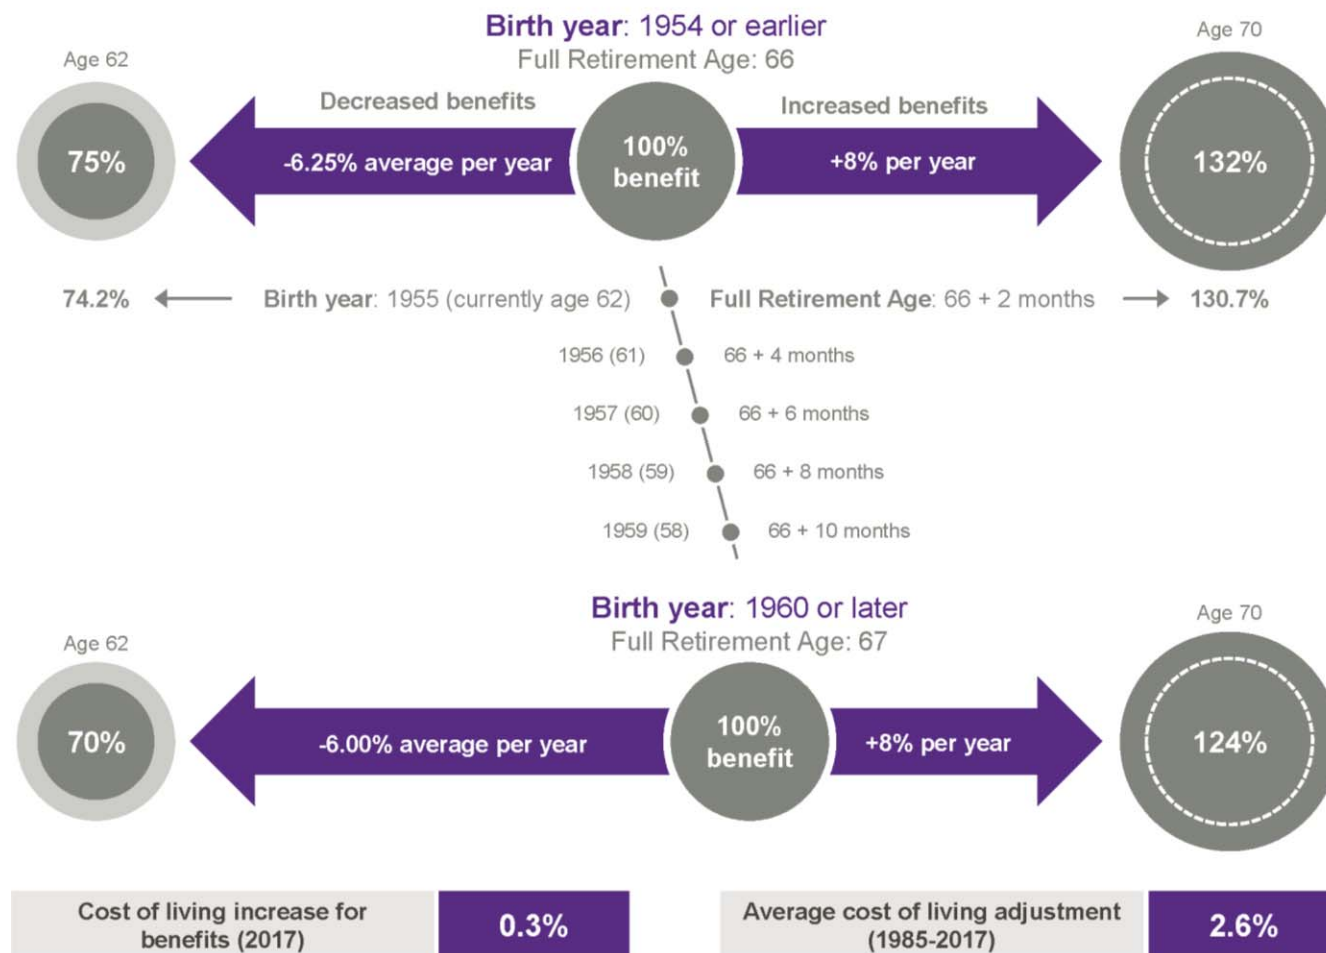 Birth year: 1954 or earlier
Full Retirement Age: 66
Age 62
Age 70
Decreased benefits
Increased benefits
75%
-6.25% average per year
100%
benefit
+8% per year
132%
74.2%
Birth year: 1955 (currently age 62)
Full Retirement Age: 66 + 2 months
130.7%
1956 (61)
66 + 4 months
1957 (60)
66 + 6 months
1958 (59)
66 + 8 months
1959 (58)
66 + 10 months
Birth year: 1960 or later
Full Retirement Age: 67
Age 62
Age 70
70%
-6.00% average per year
100%
benefit
+8% per year
124%
Cost of living increase for
benefits (2017)
0.3%
Average cost of living adjustment
(1985-2017)
2.6%